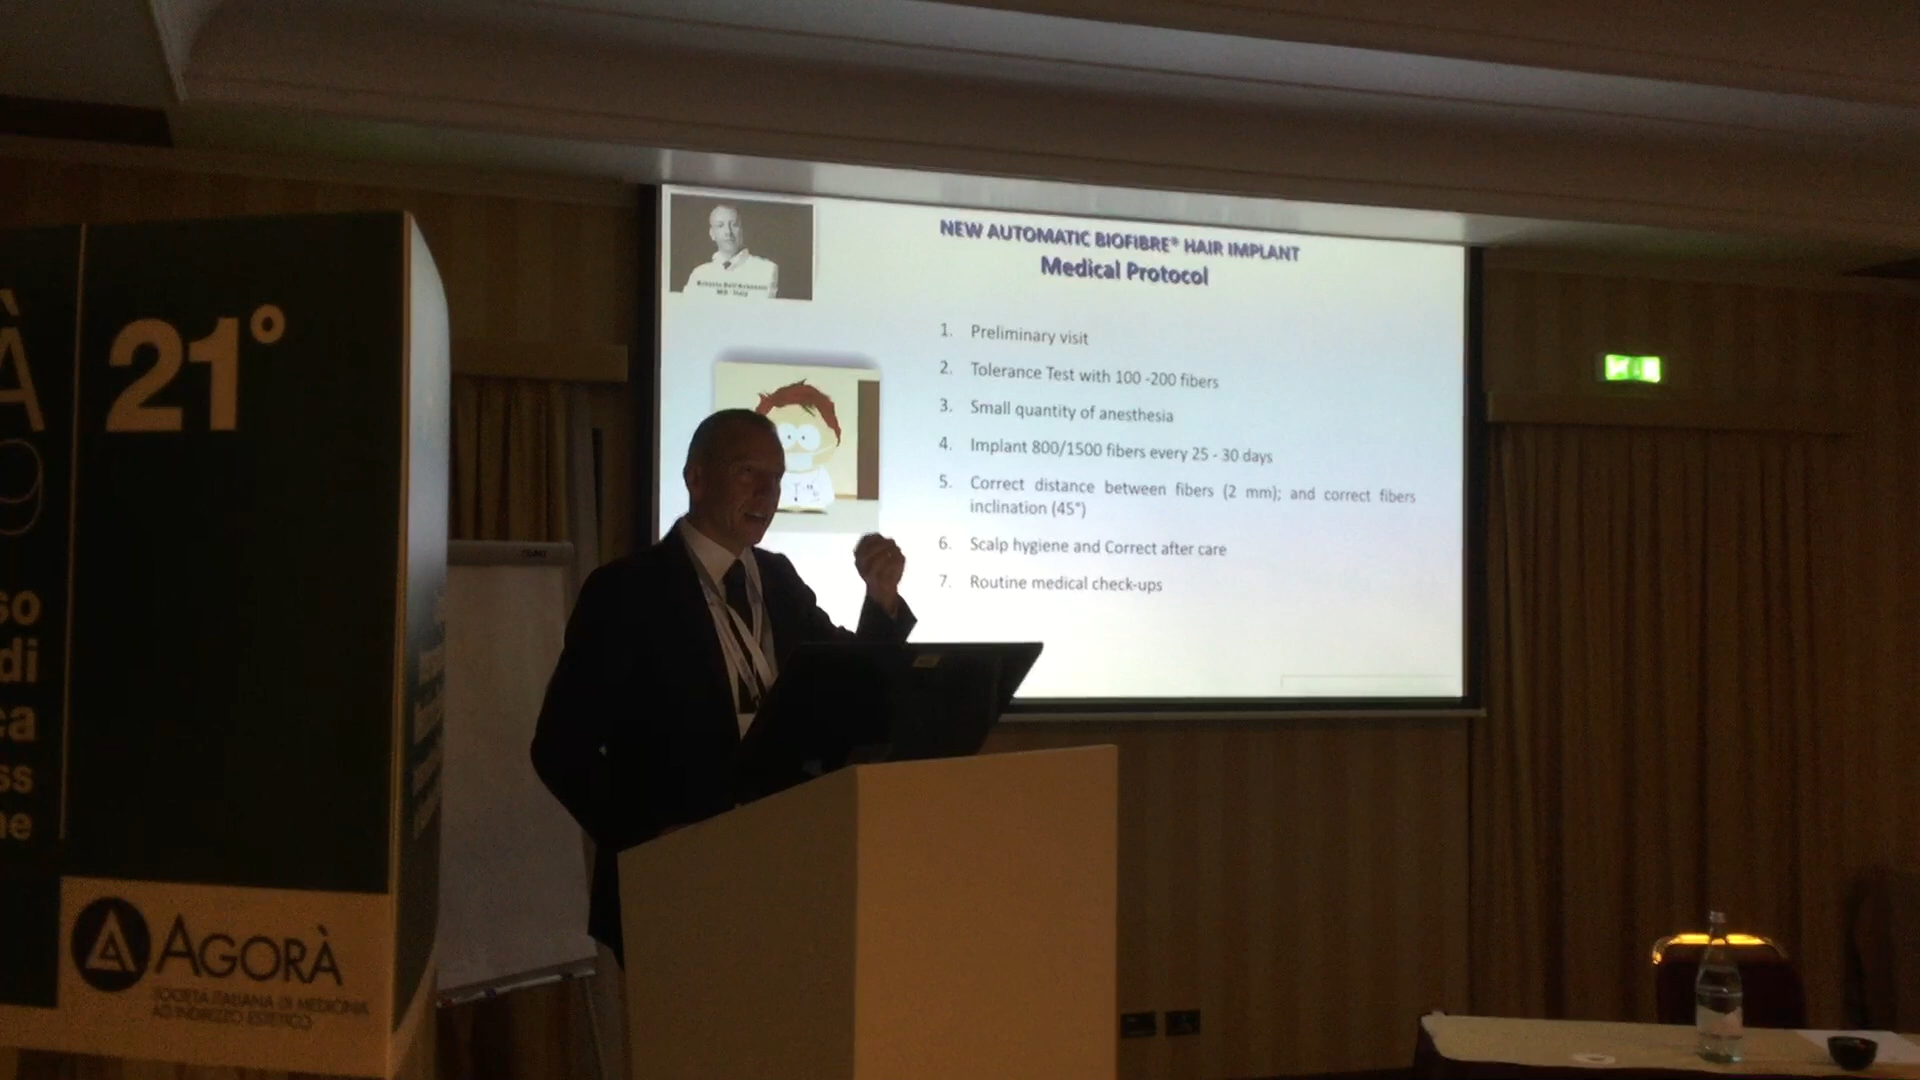 À
9
21°
so
di
ca
ss
ne
AGORÀ
SOCIETÀ ITALIANA DI MEDICINA
AD INDIRIZZO ESTETICO
MD - Italy
NEW AUTOMATIC BIOFIBRE® HAIR IMPLANT
Medical Protocol
1. Preliminary visit
2. Tolerance Test with 100 -200 fibers
3. Small quantity of anesthesia
4. Implant 800/1500 fibers every 25 - 30 days
5. Correct distance between fibers (2 mm); and correct fibers
inclination (45°)
6. Scalp hygiene and Correct after care
7. Routine medical check-ups